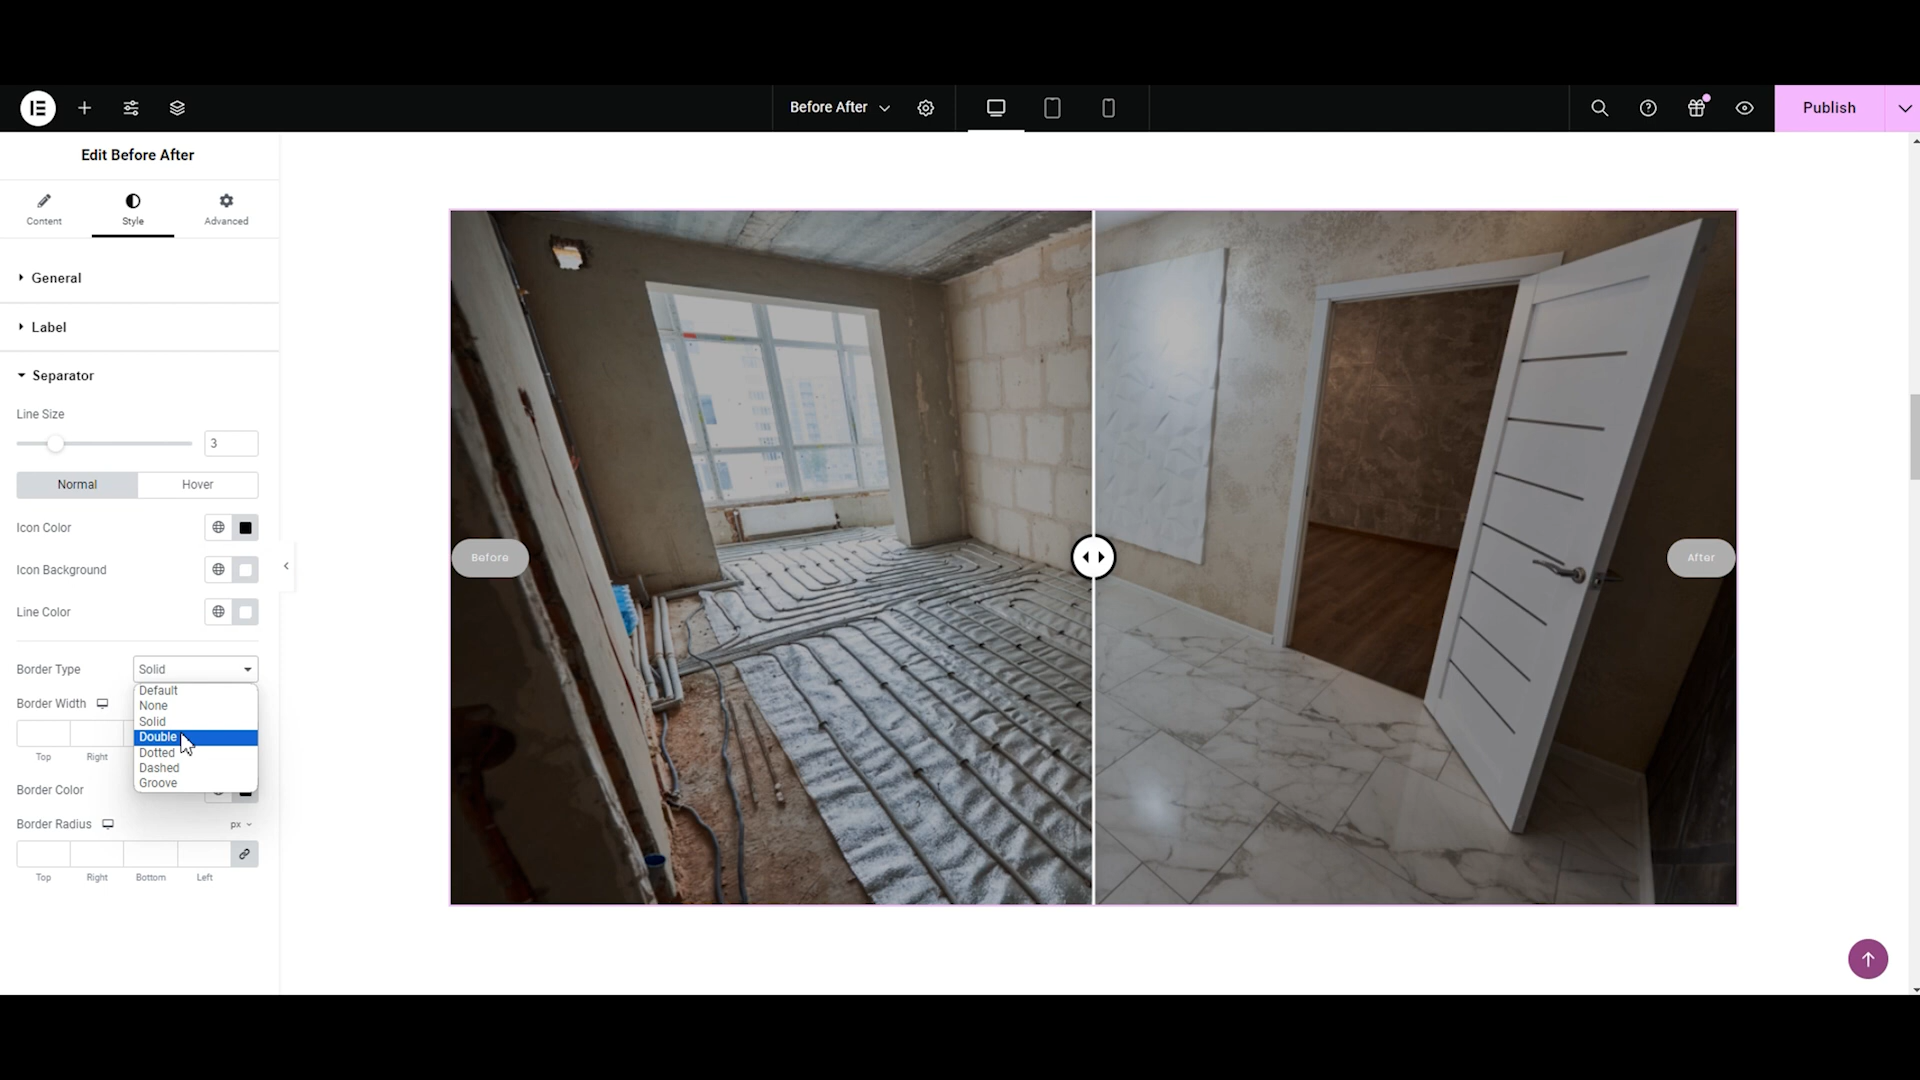 Before After
Publish
Edit Before After
Content
Style
Advanced
General
Label
Separator
Line Size
3
Normal
Hover
Icon Color
Icon Background
Line Color
Border Type
Solid
Default
None
Solid
Double
Dotted
Dashed
Groove
Border Width
Top
Right
Border Color
Border Radius
px
Top
Right
Bottom
Left
Before
After